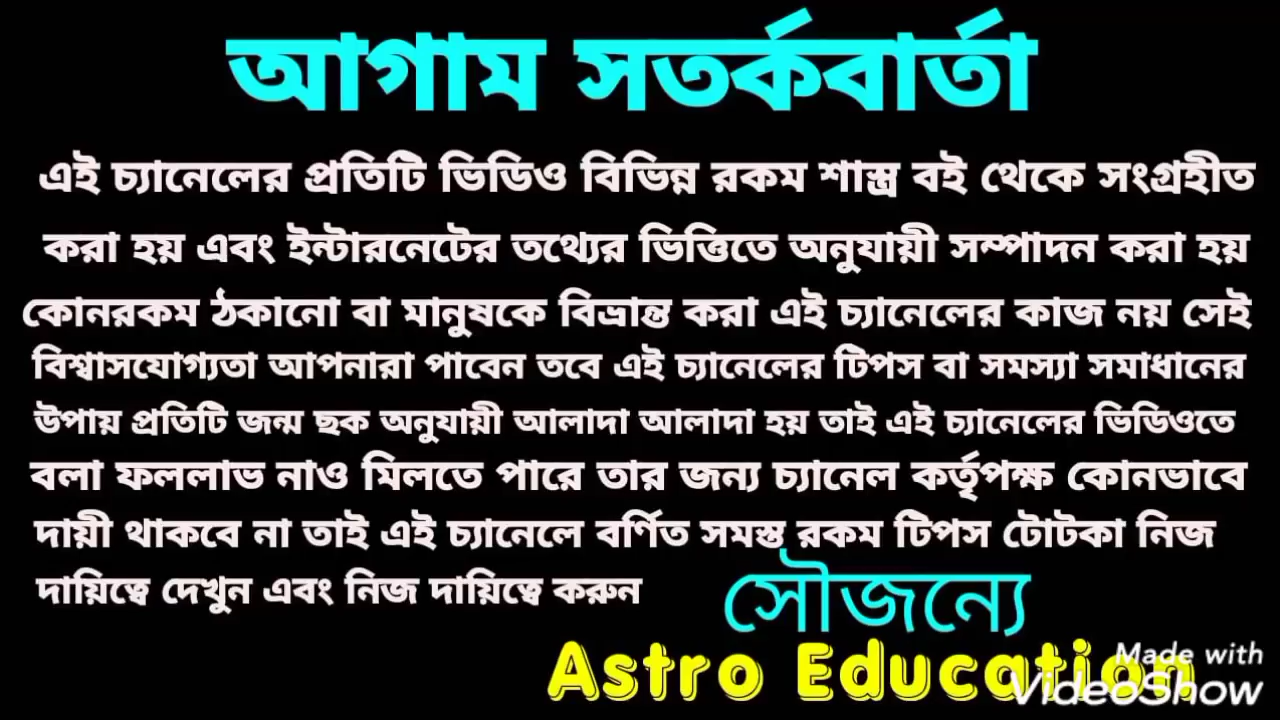 আগাম সতর্কবার্তা
এই চ্যানেলের প্রতিটি ভিডিও বিভিন্ন রকম শাস্ত্র বই থেকে সংগ্রহীত
করা হয় এবং ইন্টারনেটের তথ্যের ভিত্তিতে অনুযায়ী সম্পাদন করা হয়
কোনরকম ঠকানো বা মানুষকে বিভ্রান্ত করা এই চ্যানেলের কাজ নয় সেই
বিশ্বাসযোগ্যতা আপনারা পাবেন তবে এই চ্যানেলের টিপস বা সমস্যা সমাধানের
উপায় প্রতিটি জন্ম ছক অনুযায়ী আলাদা আলাদা হয় তাই এই চ্যানেলের ভিডিওতে
বলা ফললাভ নাও মিলতে পারে তার জন্য চ্যানেল কর্তৃপক্ষ কোনভাবে
দায়ী থাকবে না তাই এই চ্যানেলে বর্ণিত সমস্ত রকম টিপস টোটকা নিজ
দায়িত্বে দেখুন এবং নিজ দায়িত্বে করুন
সৌজন্যে
Astro Education
Made with
VideoShow